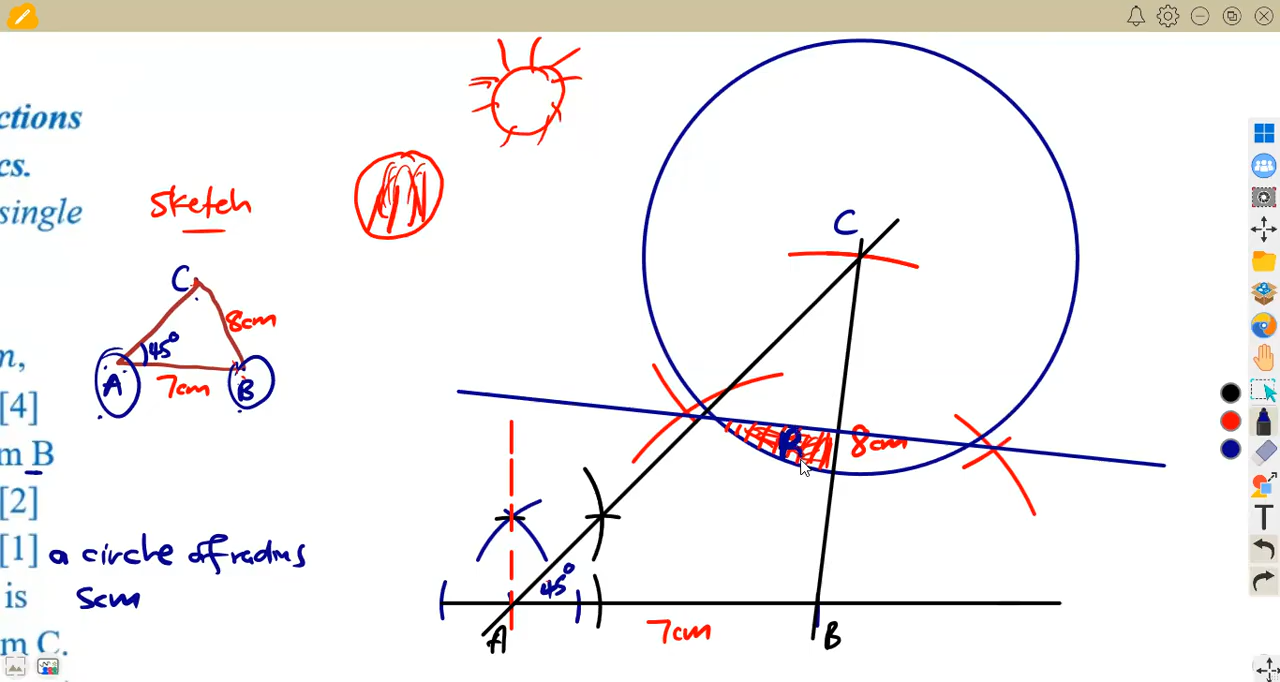 ctions
cs.
single
m,
[4]
m B
[2]
[1]
is
m C.
sketch
C
45°
8cm
A
7cm
B
a circle of radius
5cm
C
R
8cm
45°
A
7cm
B
T